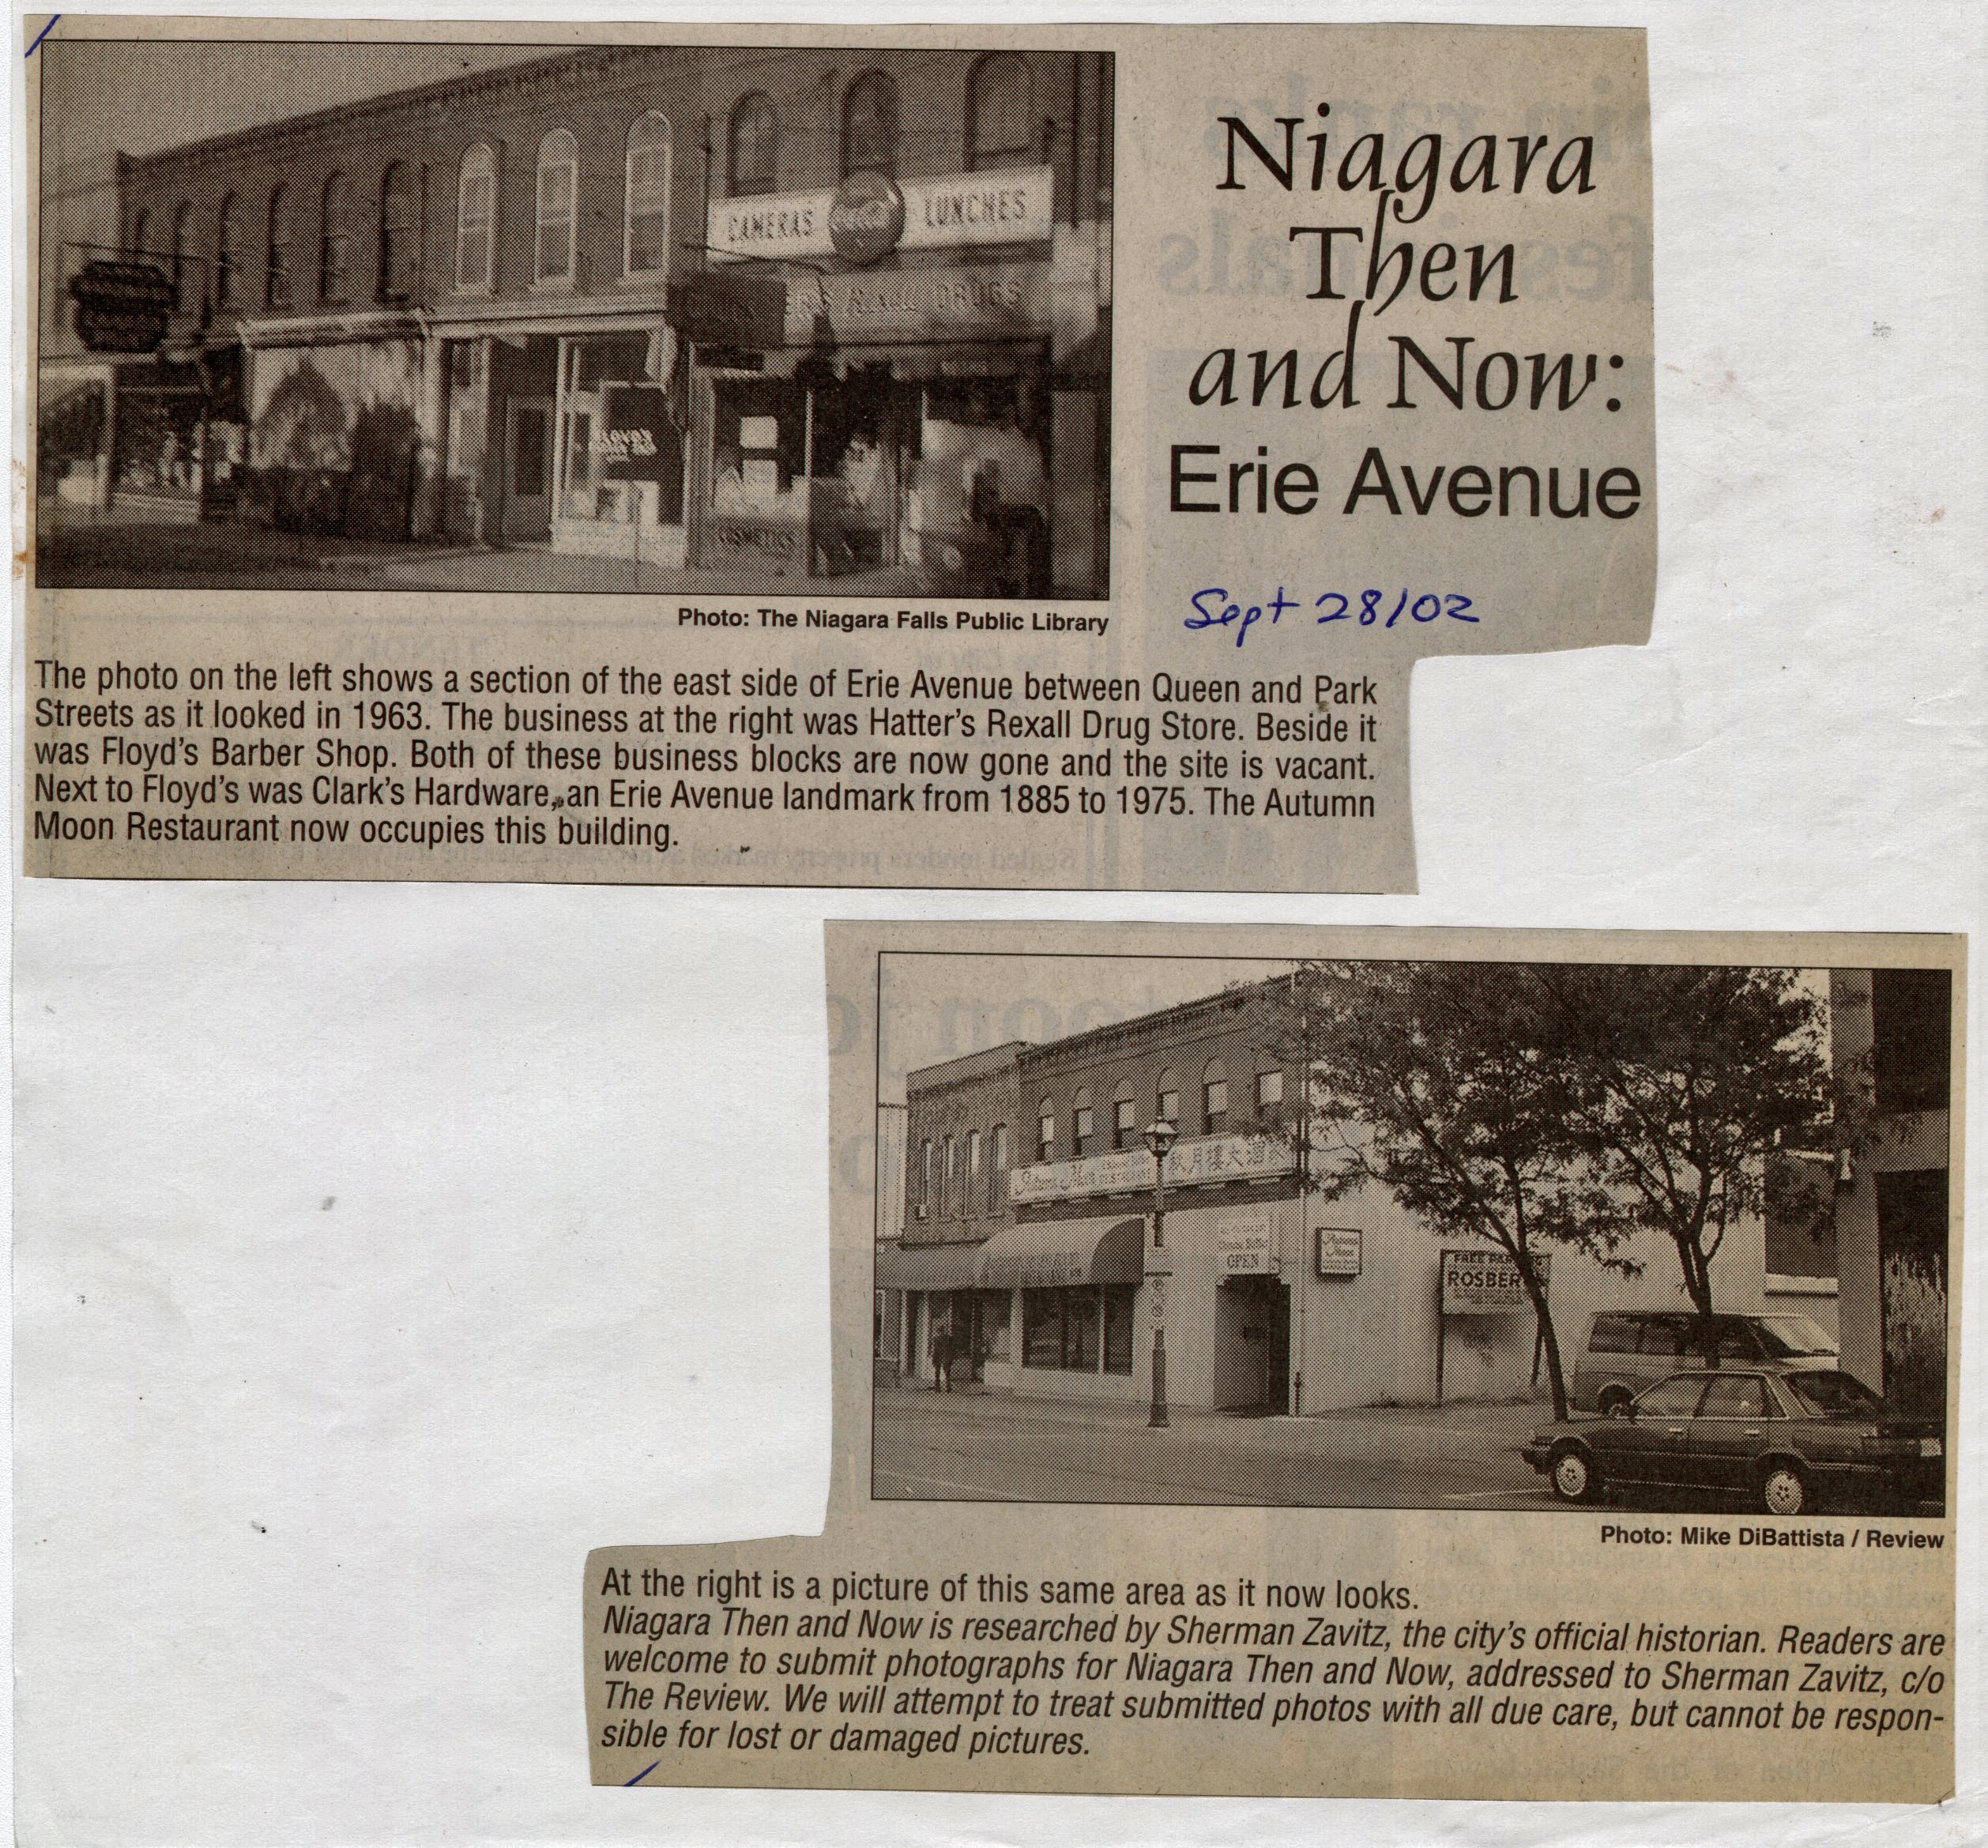 CAMERAS
LUNCHES
DRUGS
COSMETICS
Niagara
Then
and Now:
Erie Avenue
Sept 28/02
Photo: The Niagara Falls Public Library
The photo on the left shows a section of the east side of Erie Avenue between Queen and Park
Streets as it looked in 1963. The business at the right was Hatter's Rexall Drug Store. Beside it
was Floyd's Barber Shop. Both of these business blocks are now gone and the site is vacant.
Next to Floyd's was Clark's Hardware, an Erie Avenue landmark from 1885 to 1975. The Autumn
Moon Restaurant now occupies this building.
OPEN
Autumn
Moon
FREE
ROSBER
Photo: Mike DiBattista / Review
At the right is a picture of this same area as it now looks.
Niagara Then and Now is researched by Sherman Zavitz, the city's official historian. Readers are
welcome to submit photographs for Niagara Then and Now, addressed to Sherman Zavitz, c/o
The Review. We will attempt to treat submitted photos with all due care, but cannot be respon-
sible for lost or damaged pictures.